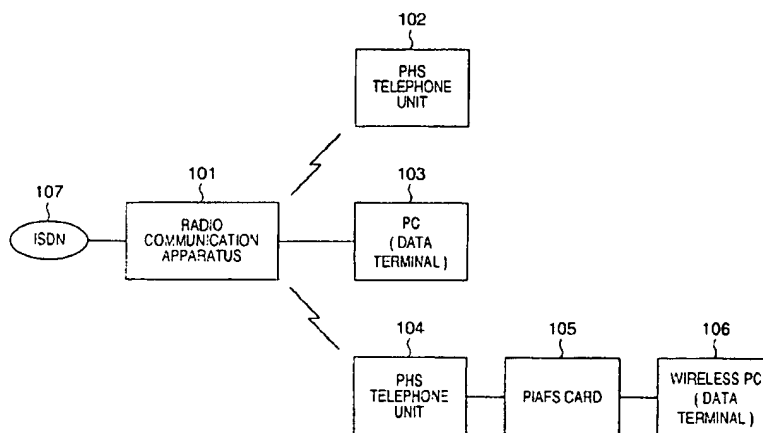 102
PHS
TELEPHONE
UNIT
101
103
107
ISDN
RADIO
COMMUNICATION
APPARATUS
PC
( DATA
TERMINAL )
104
105
106
PHS
TELEPHONE
UNIT
PIAFS CARD
WIRELESS PC
( DATA
TERMINAL )